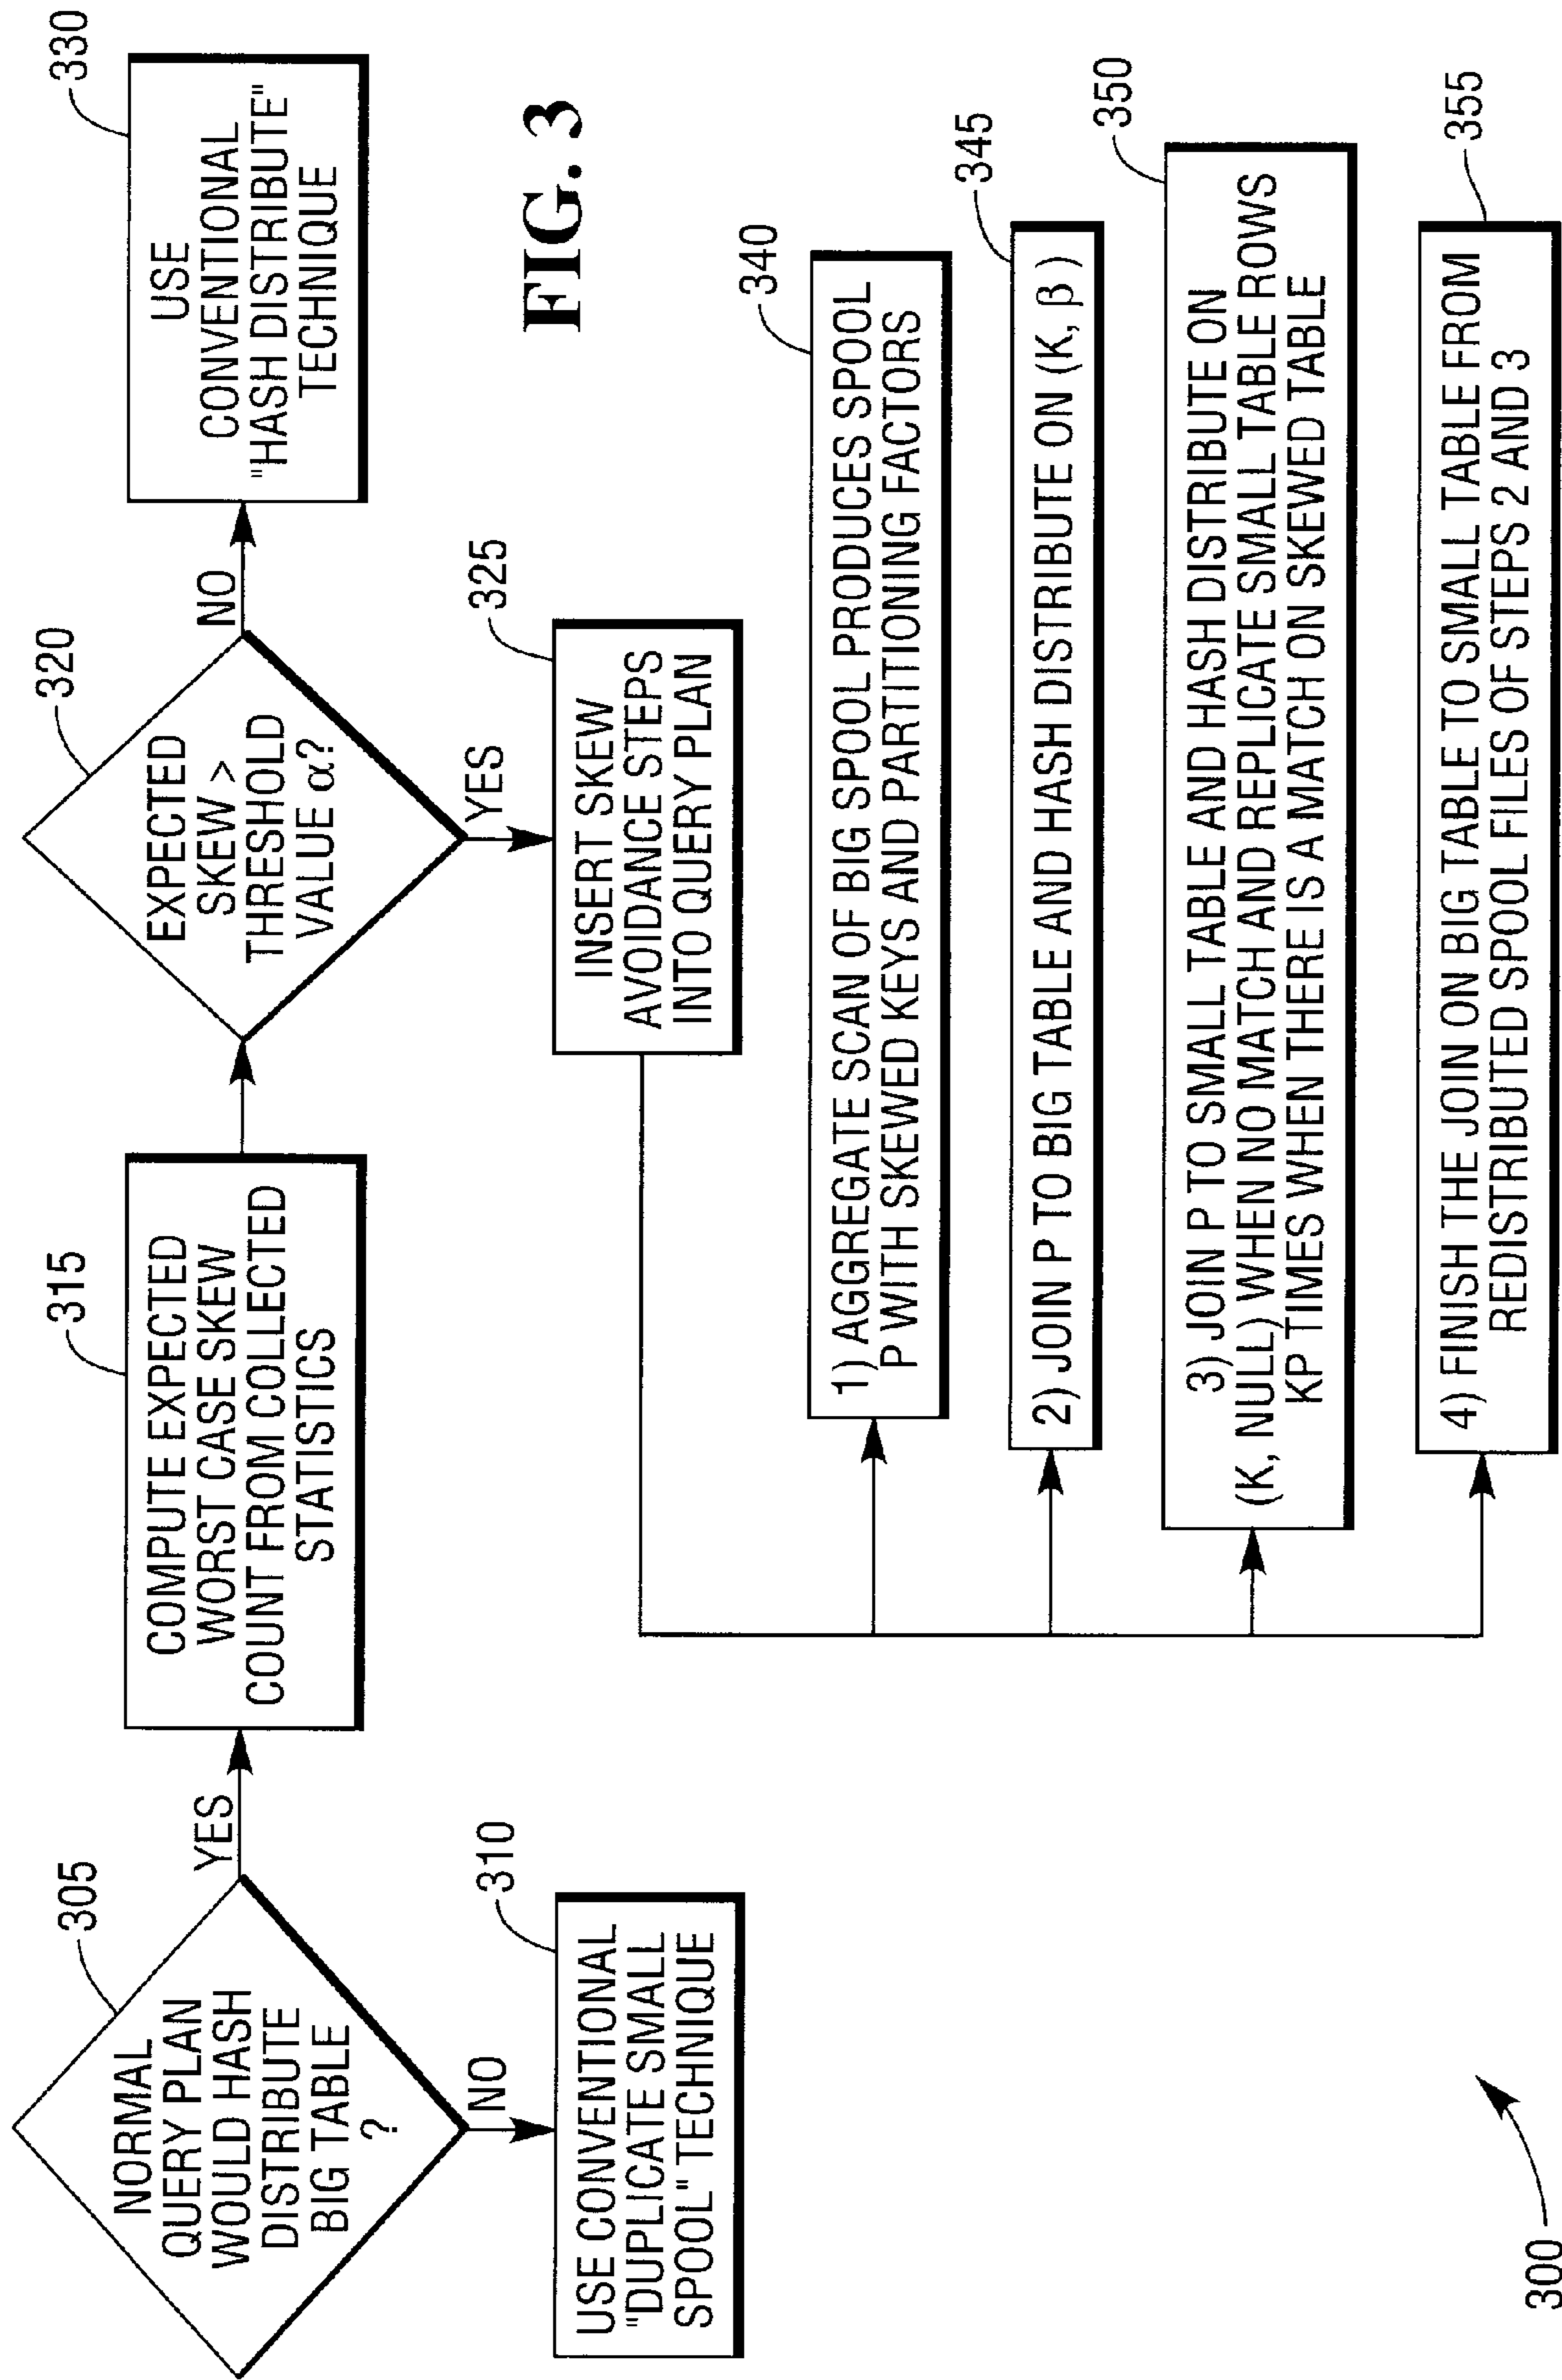 305
NORMAL
QUERY PLAN
WOULD HASH
DISTRIBUTE
BIG TABLE
?
YES
NO
310
USE CONVENTIONAL
"DUPLICATE SMALL
SPOOL" TECHNIQUE
315
COMPUTE EXPECTED
WORST CASE SKEW
COUNT FROM COLLECTED
STATISTICS
320
EXPECTED
SKEW >
THRESHOLD
VALUE α?
NO
YES
330
USE
CONVENTIONAL
"HASH DISTRIBUTE"
TECHNIQUE
325
INSERT SKEW
AVOIDANCE STEPS
INTO QUERY PLAN
FIG. 3
340
1) AGGREGATE SCAN OF BIG SPOOL PRODUCES SPOOL
P WITH SKEWED KEYS AND PARTITIONING FACTORS
345
2) JOIN P TO BIG TABLE AND HASH DISTRIBUTE ON (K, β )
350
3) JOIN P TO SMALL TABLE AND HASH DISTRIBUTE ON
(K, NULL) WHEN NO MATCH AND REPLICATE SMALL TABLE ROWS
KP TIMES WHEN THERE IS A MATCH ON SKEWED TABLE
355
4) FINISH THE JOIN ON BIG TABLE TO SMALL TABLE FROM
REDISTRIBUTED SPOOL FILES OF STEPS 2 AND 3
300